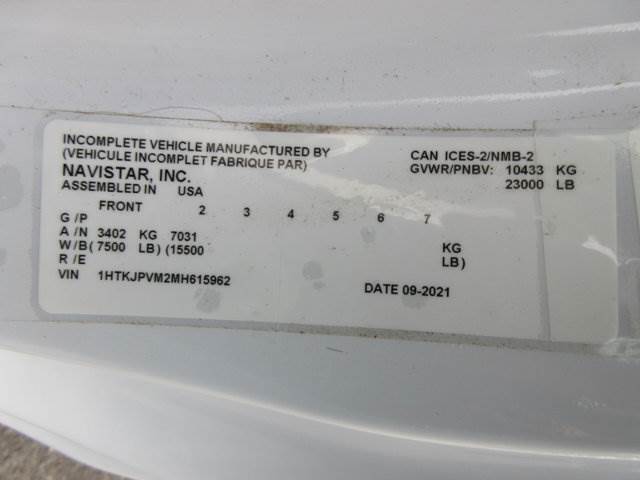 INCOMPLETE VEHICLE MANUFACTURED BY
(VEHICULE INCOMPLET FABRIQUE PAR)
NAVISTAR, INC.
ASSEMBLED IN USA
CAN ICES-2/NMB-2
GVWR/PNBV: 10433 KG
23000 LB
FRONT 2 3 4 5 6 7
G /P
A /N 3402 KG 7031 KG
W/B( 7500 LB) (15500 LB)
R /E
VIN 1HTKJPVM2MH615962
DATE 09-2021